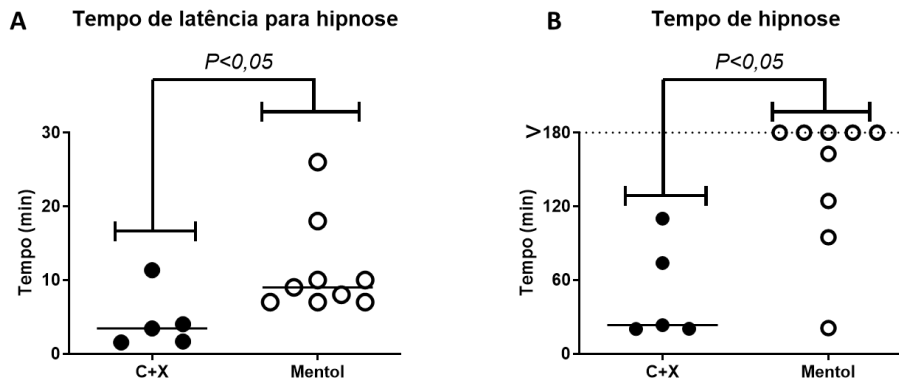 A
Tempo de latência para hipnose
P<0,05
30
20
10
0
Tempo (min)
C+X
Mentol
B
Tempo de hipnose
P<0,05
>180
120
60
0
Tempo (min)
C+X
Mentol